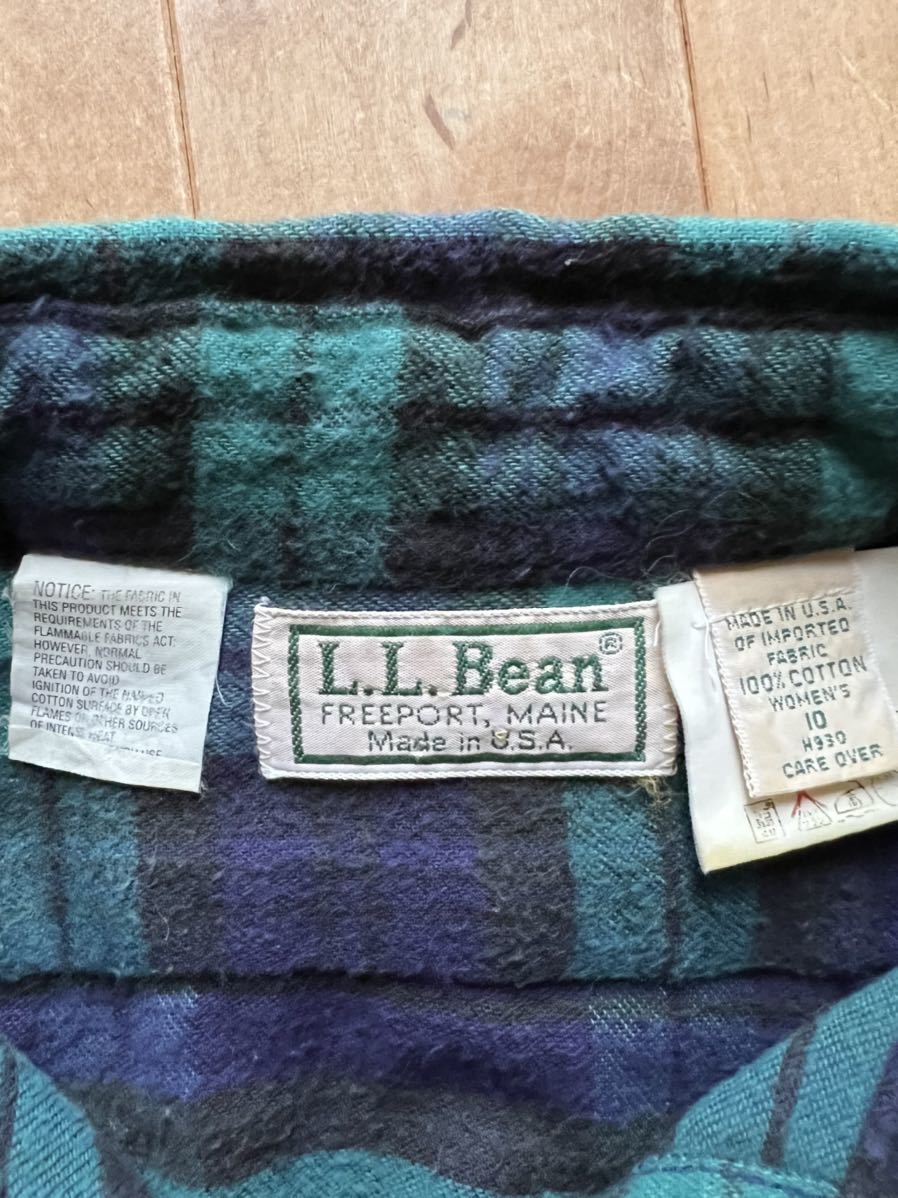 NOTICE: THE FABRIC IN
THIS PRODUCT MEETS THE
REQUIREMENTS OF THE
FLAMMABLE FABRICS ACT.
HOWEVER, NORMAL
PRECAUTION SHOULD BE
TAKEN TO AVOID
IGNITION OF THE NAPPED
COTTON SURFACE BY OPEN
FLAMES OR OTHER SOURCES
OF INTENSE HEAT
L.L.Bean®
FREEPORT, MAINE
Made in U.S.A.
MADE IN U.S.A.
OF IMPORTED
FABRIC
100% COTTON
WOMEN'S
10
H930
CARE OVER